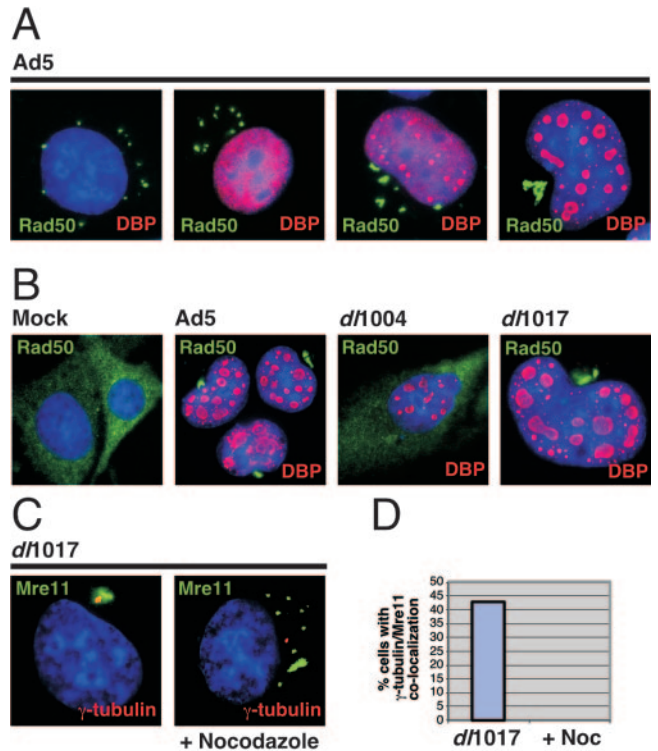 A
Ad5
Rad50 DBP
Rad50 DBP
Rad50 DBP
Rad50 DBP
B
Mock Ad5 dl1004 dl1017
Rad50
Rad50 DBP
Rad50 DBP
Rad50 DBP
C
dl1017
Mre11 γ-tubulin
Mre11 γ-tubulin
+ Nocodazole
D
% cells with
γ-tubulin/Mre11
co-localization
50
45
40
35
30
25
20
15
10
5
0
dl1017 + Noc